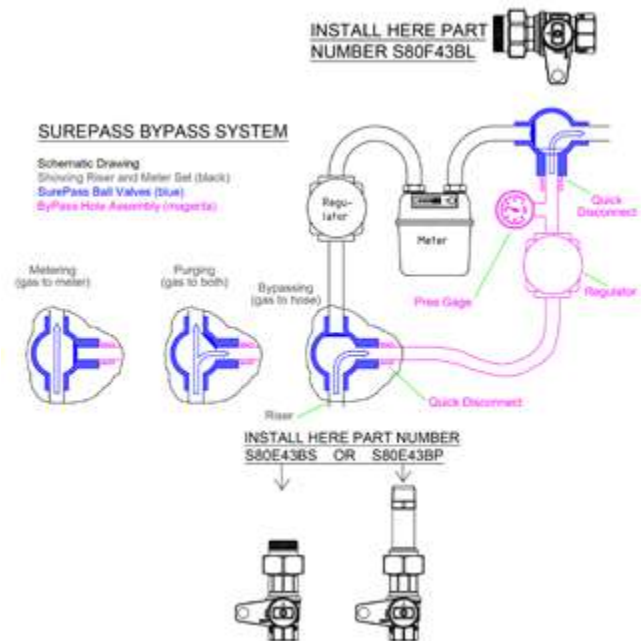 INSTALL HERE PART
NUMBER S80F43BL
SUREPASS BYPASS SYSTEM
Schematic Drawing
Showing Riser and Meter Set (black)
SurePass Ball Valves (blue)
ByPass Hole Assembly (magenta)
Regu-
lator
Meter
Quick
Disconnect
Regulator
Pres Gage
Metering
(gas to meter)
Purging
(gas to both)
Bypassing
(gas to hose)
Quick Disconnect
Riser
INSTALL HERE PART NUMBER
S80E43BS OR S80E43BP